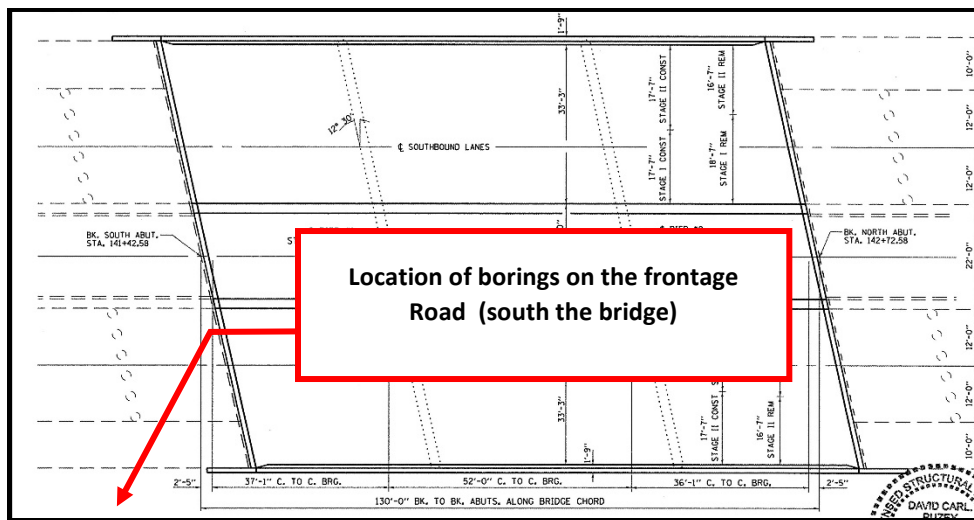 1'-9"
33'-3"
17'-7"
STAGE II CONST
16'-7"
STAGE II REM
10'-0"
12'-0"
12° 30'
℄ SOUTHBOUND LANES
17'-7"
STAGE I CONST
18'-7"
STAGE I REM
12'-0"
BK. SOUTH ABUT.
STA. 141+42.58
BK. NORTH ABUT.
STA. 142+72.58
22'-0"
Location of borings on the frontage
Road (south the bridge)
12'-0"
33'-3"
17'-7"
STAGE II CONST
16'-7"
STAGE II REM
12'-0"
1'-9"
10'-0"
2'-5"
37'-1" C. TO C. BRG.
52'-0" C. TO C. BRG.
36'-1" C. TO C. BRG.
2'-5"
130'-0" BK. TO BK. ABUTS. ALONG BRIDGE CHORD
STRUCTURAL
DAVID CARL